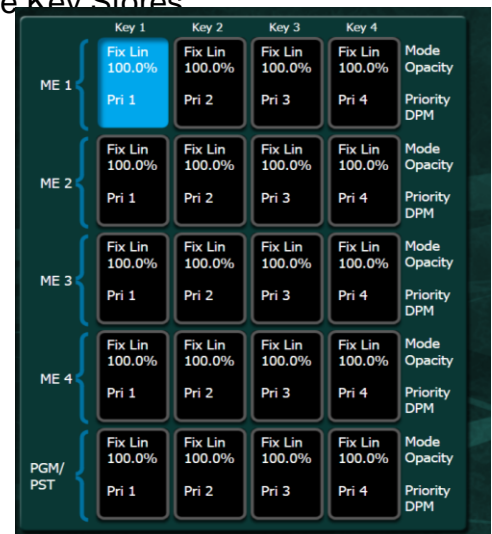 e Key Stores
Key 1 Key 2 Key 3 Key 4
Fix Lin Fix Lin Fix Lin Fix Lin Mode
100.0% 100.0% 100.0% 100.0% Opacity
ME 1
Pri 1 Pri 2 Pri 3 Pri 4 Priority
DPM
Fix Lin Fix Lin Fix Lin Fix Lin Mode
100.0% 100.0% 100.0% 100.0% Opacity
ME 2
Pri 1 Pri 2 Pri 3 Pri 4 Priority
DPM
Fix Lin Fix Lin Fix Lin Fix Lin Mode
100.0% 100.0% 100.0% 100.0% Opacity
ME 3
Pri 1 Pri 2 Pri 3 Pri 4 Priority
DPM
Fix Lin Fix Lin Fix Lin Fix Lin Mode
100.0% 100.0% 100.0% 100.0% Opacity
ME 4
Pri 1 Pri 2 Pri 3 Pri 4 Priority
DPM
Fix Lin Fix Lin Fix Lin Fix Lin Mode
100.0% 100.0% 100.0% 100.0% Opacity
PGM/
PST Pri 1 Pri 2 Pri 3 Pri 4 Priority
DPM